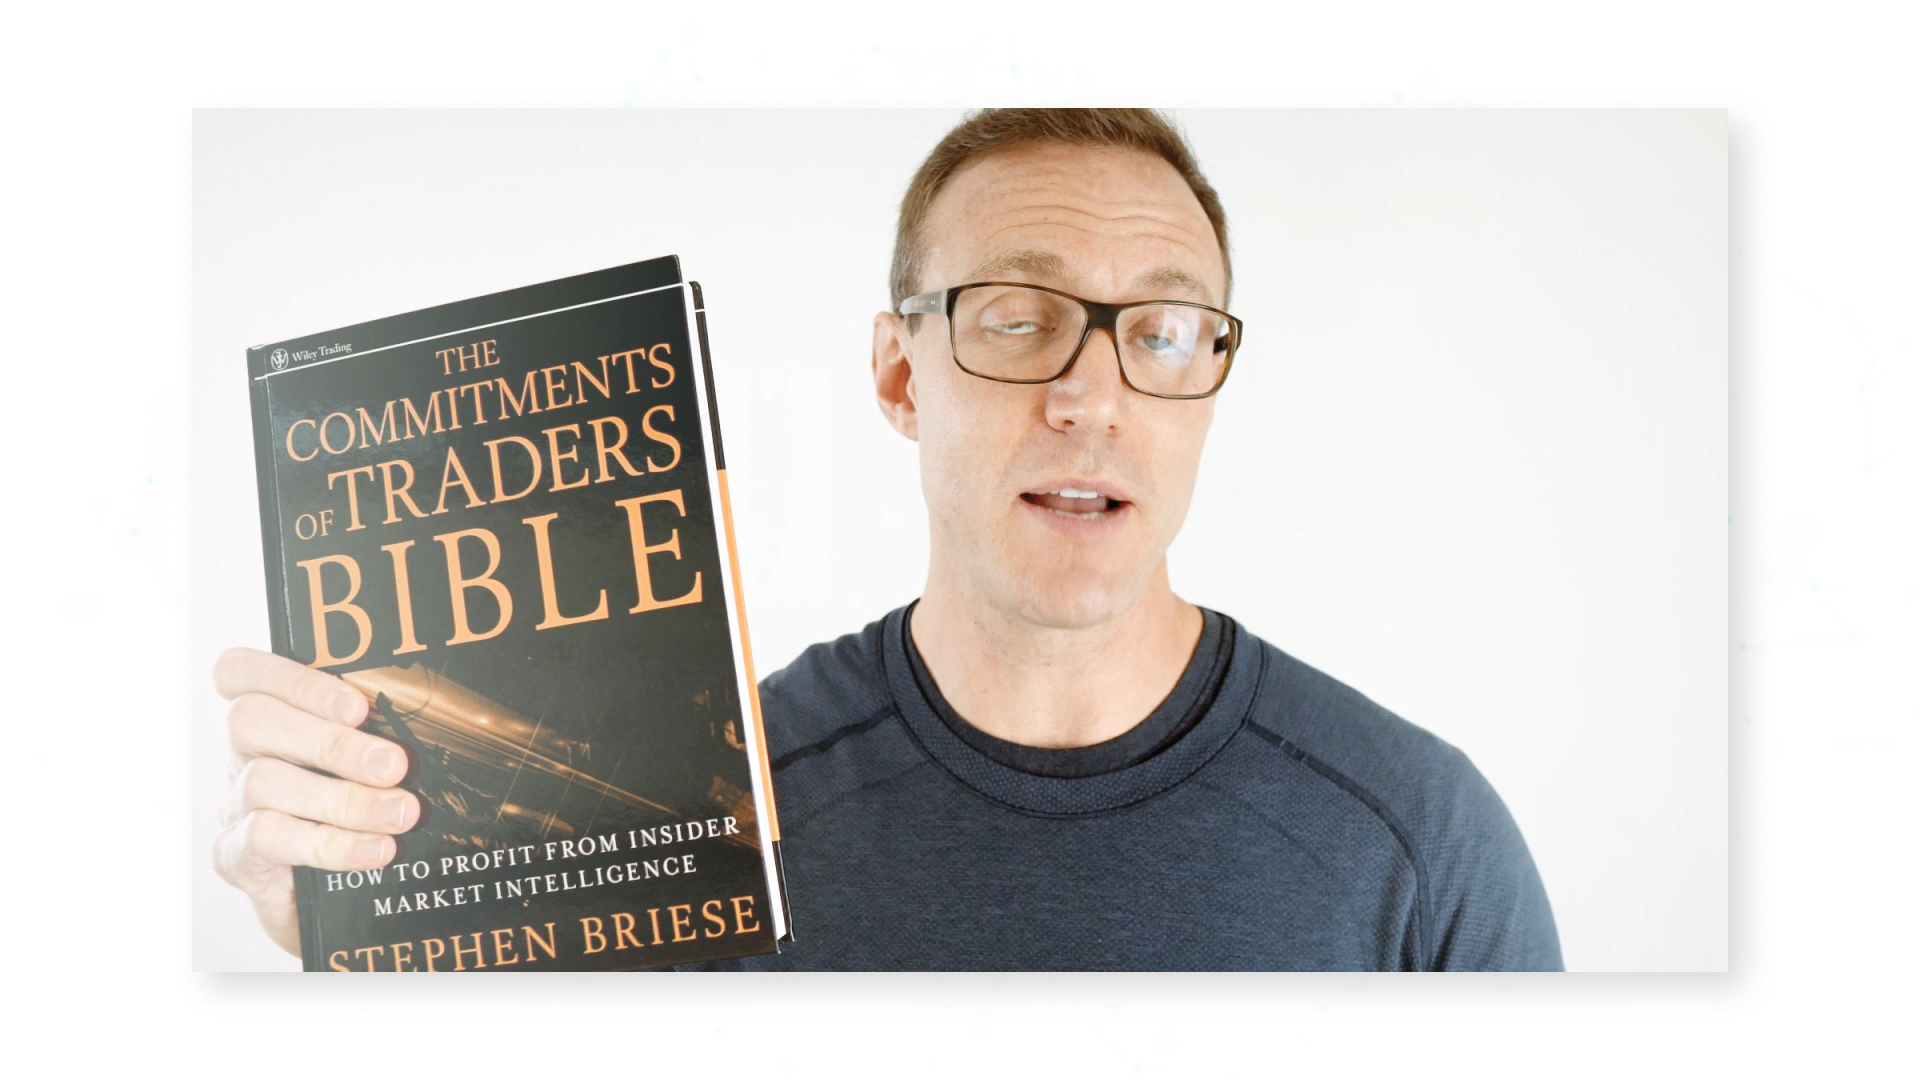 Wiley Trading
THE
COMMITMENTS
OF TRADERS
BIBLE
HOW TO PROFIT FROM INSIDER
MARKET INTELLIGENCE
STEPHEN BRIESE